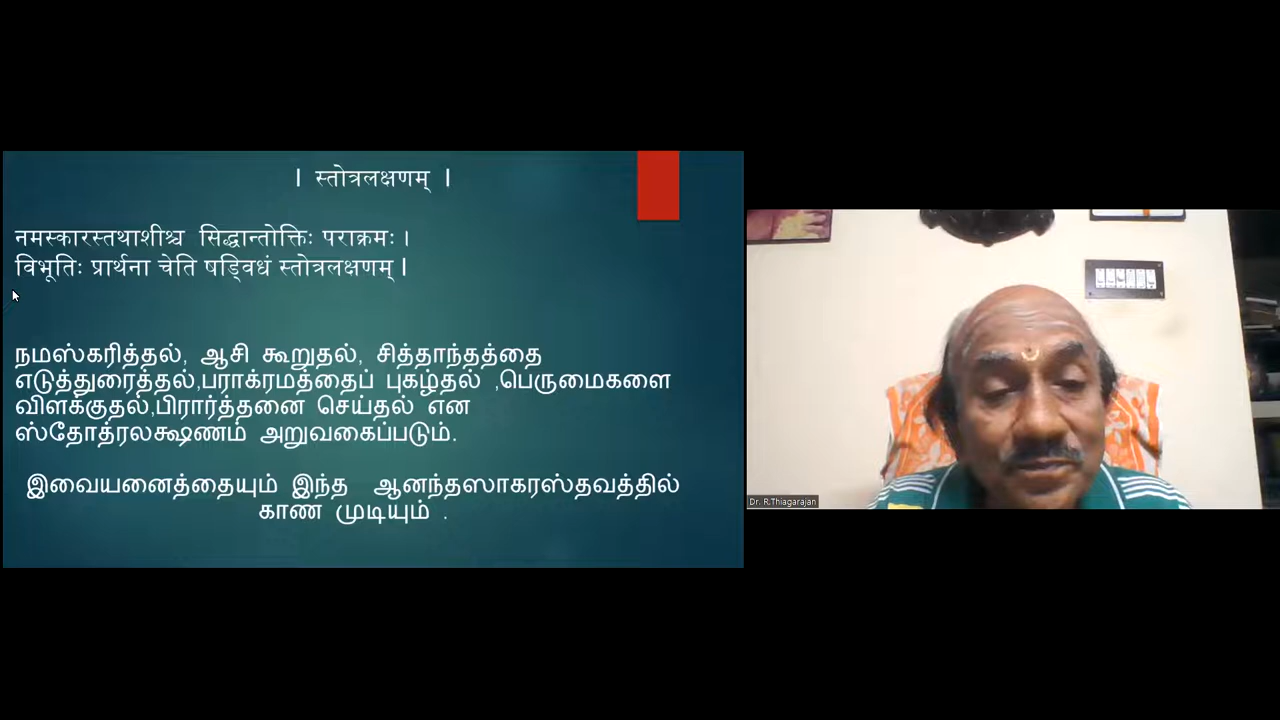 । स्तोत्रलक्षणम् ।
नमस्कारस्तथाशीश्च सिद्धान्तोक्तिः पराक्रमः ।
विभूतिः प्रार्थना चेति षड्विधं स्तोत्रलक्षणम् ।
நமஸ்கரித்தல், ஆசி கூறுதல், சித்தாந்தத்தை
எடுத்துரைத்தல்,பராக்ரமத்தைப் புகழ்தல் ,பெருமைகளை
விளக்குதல்,பிரார்த்தனை செய்தல் என
ஸ்தோத்ரலக்ஷணம் அறுவகைப்படும்.
இவையனைத்தையும் இந்த ஆனந்தஸாகரஸ்தவத்தில்
காண முடியும் .
Dr. R.Thiagarajan